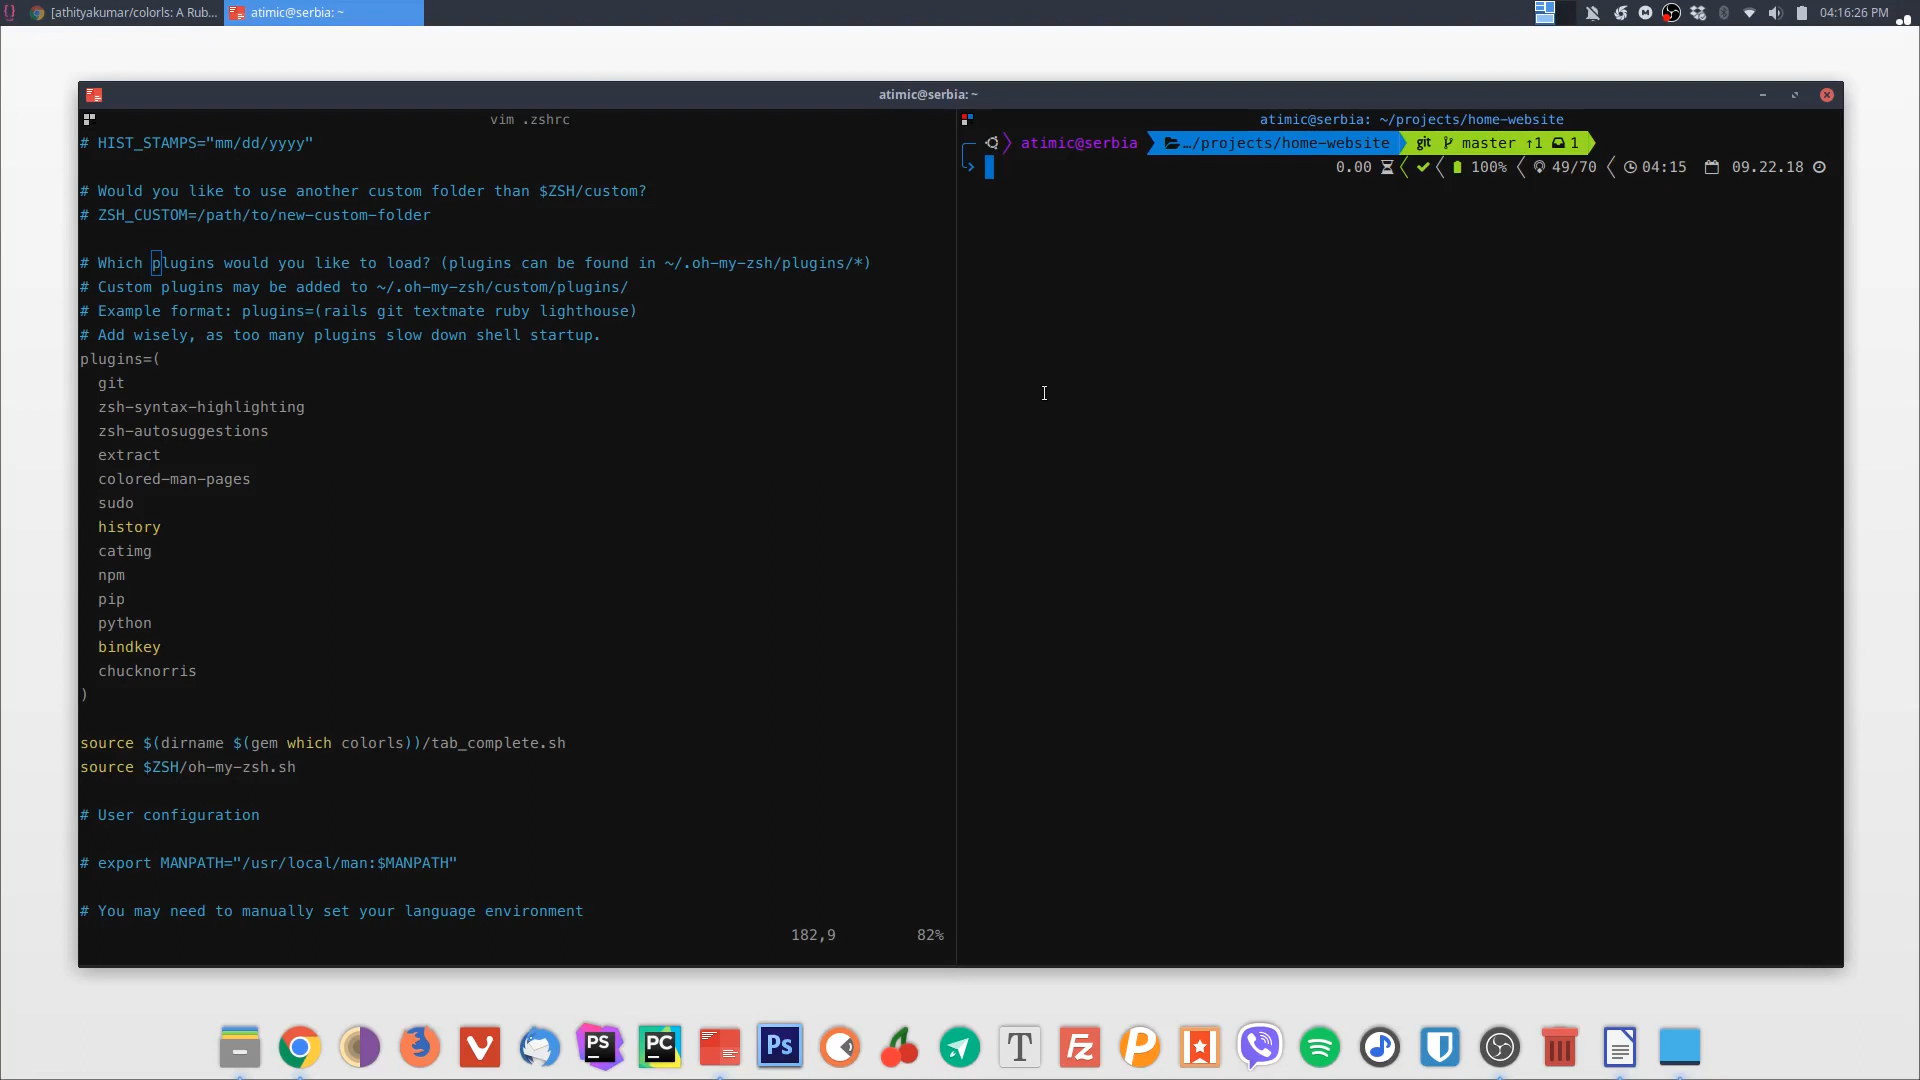 [athityakumar/colorls: A Rub...
atimic@serbia: ~
04:16:26 PM
atimic@serbia: ~
vim .zshrc
# HIST_STAMPS="mm/dd/yyyy"
# Would you like to use another custom folder than $ZSH/custom?
# ZSH_CUSTOM=/path/to/new-custom-folder
# Which plugins would you like to load? (plugins can be found in ~/.oh-my-zsh/plugins/*)
# Custom plugins may be added to ~/.oh-my-zsh/custom/plugins/
# Example format: plugins=(rails git textmate ruby lighthouse)
# Add wisely, as too many plugins slow down shell startup.
plugins=(
git
zsh-syntax-highlighting
zsh-autosuggestions
extract
colored-man-pages
sudo
history
catimg
npm
pip
python
bindkey
chucknorris
)
source $(dirname $(gem which colorls))/tab_complete.sh
source $ZSH/oh-my-zsh.sh
# User configuration
# export MANPATH="/usr/local/man:$MANPATH"
# You may need to manually set your language environment
182,9 82%
atimic@serbia: ~/projects/home-website
atimic@serbia …/projects/home-website git master ↑1 1
0.00 100% 49/70 04:15 09.22.18
PS
PC
Ps
T
Fz
P